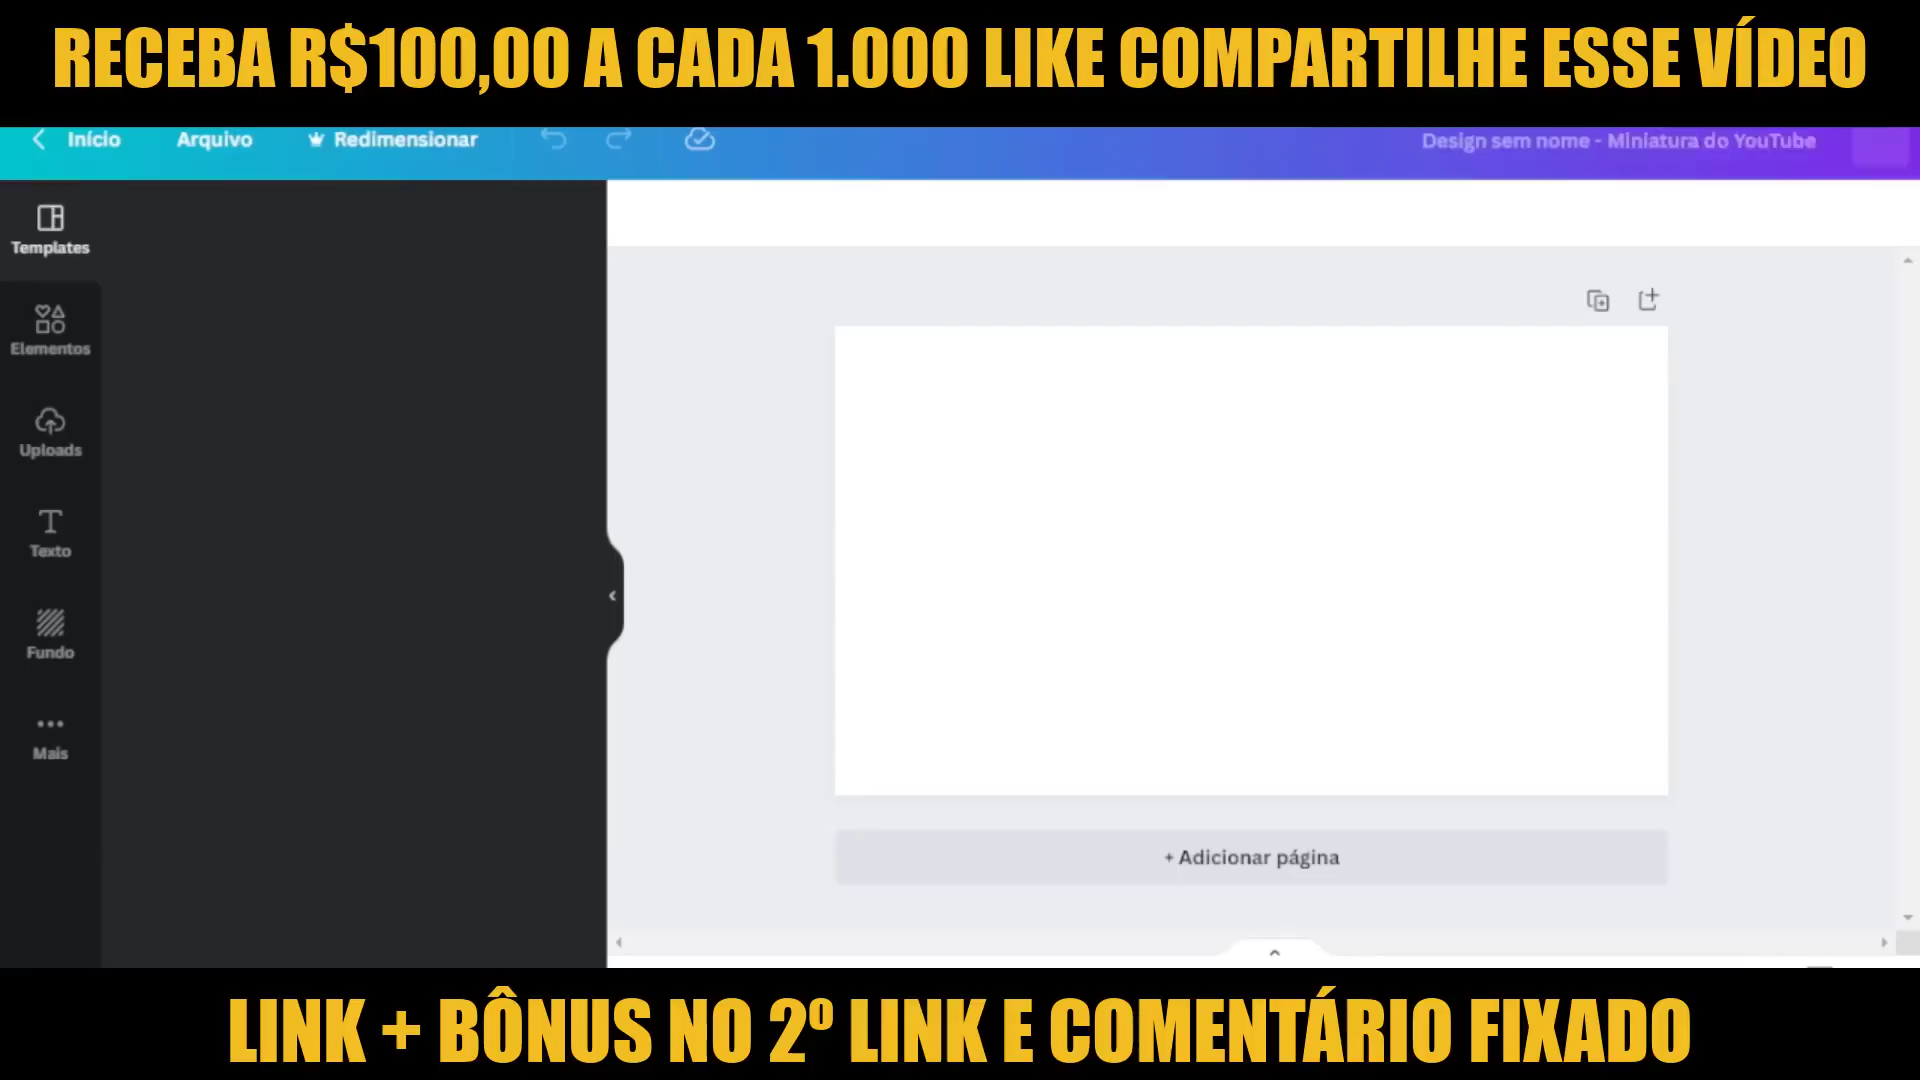 RECEBA R$100,00 A CADA 1.000 LIKE COMPARTILHE ESSE VÍDEO
Início Arquivo Redimensionar Design sem nome - Miniatura do YouTube
Templates
Elementos
Uploads
Texto
Fundo
Mais
+ Adicionar página
LINK + BÔNUS NO 2º LINK E COMENTÁRIO FIXADO